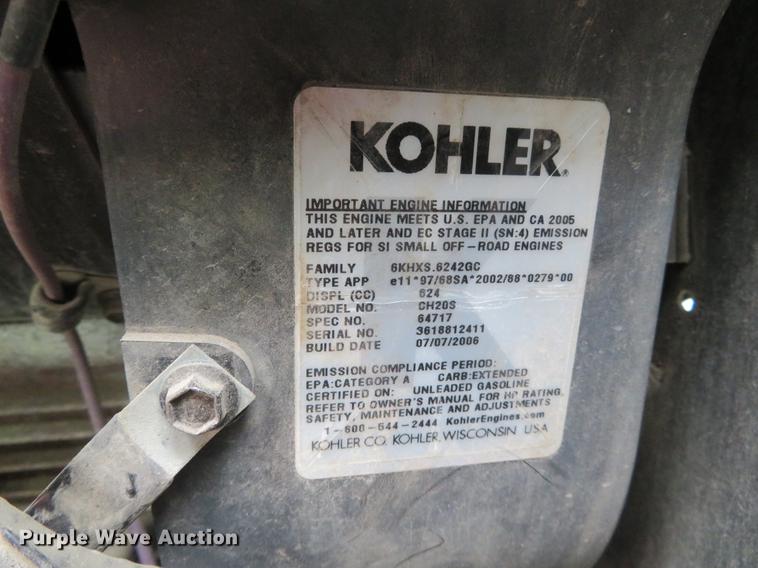 KOHLER®
IMPORTANT ENGINE INFORMATION
THIS ENGINE MEETS U.S. EPA AND CA 2005
AND LATER AND EC STAGE II (SN:4) EMISSION
REGS FOR SI SMALL OFF-ROAD ENGINES
FAMILY 6KHXS.6242GC
TYPE APP e11*97/68SA*2002/88*0279*00
DISPL (CC) 624
MODEL NO. CH20S
SPEC NO. 64717
SERIAL NO. 3618812411
BUILD DATE 07/07/2006
EMISSION COMPLIANCE PERIOD:
EPA:CATEGORY A CARB:EXTENDED
CERTIFIED ON: UNLEADED GASOLINE
REFER TO OWNER'S MANUAL FOR HP RATING,
SAFETY, MAINTENANCE AND ADJUSTMENTS
1-800-544-2444 KohlerEngines.com
KOHLER CO. KOHLER, WISCONSIN USA
Purple Wave Auction